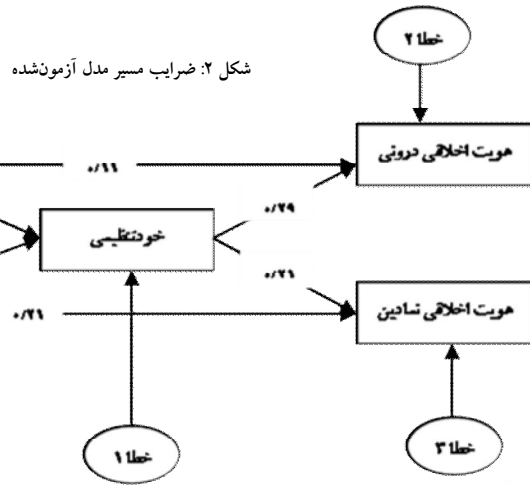 خطا ۲
شکل ۲: ضرایب مسیر مدل آزمون‌شده
هویت اخلاقی درونی
۰/۱۱
۰/۲۹
خودتنظیمی
۰/۲۱
هویت اخلاقی نمادین
۰/۲۱
خطا ۳
خطا ۱